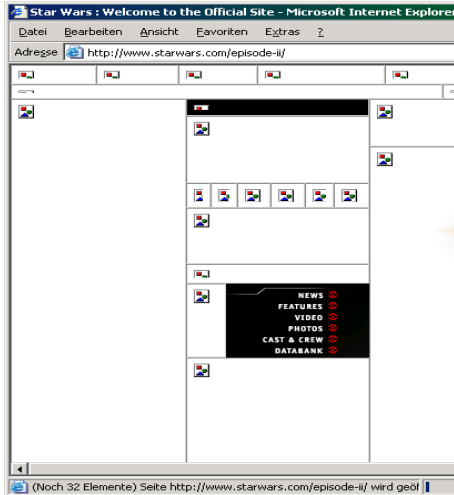 Star Wars : Welcome to the Official Site - Microsoft Internet Explorer
Datei Bearbeiten Ansicht Favoriten Extras ?
Adresse http://www.starwars.com/episode-ii/
NEWS
FEATURES
VIDEO
PHOTOS
CAST & CREW
DATABANK
(Noch 32 Elemente) Seite http://www.starwars.com/episode-ii/ wird geöf